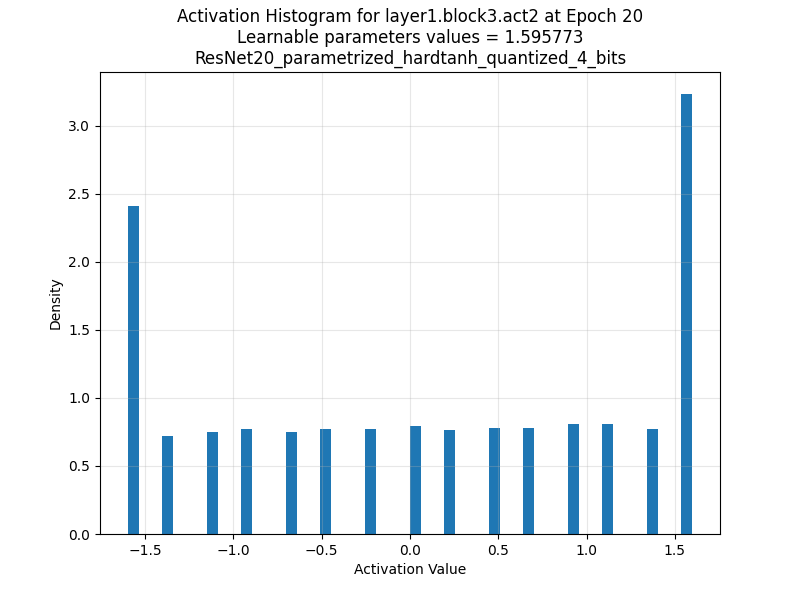 Activation Histogram for layer1.block3.act2 at Epoch 20
Learnable parameters values = 1.595773
ResNet20_parametrized_hardtanh_quantized_4_bits
3.0
2.5
2.0
1.5
1.0
0.5
0.0
Density
−1.5 −1.0 −0.5 0.0 0.5 1.0 1.5
Activation Value